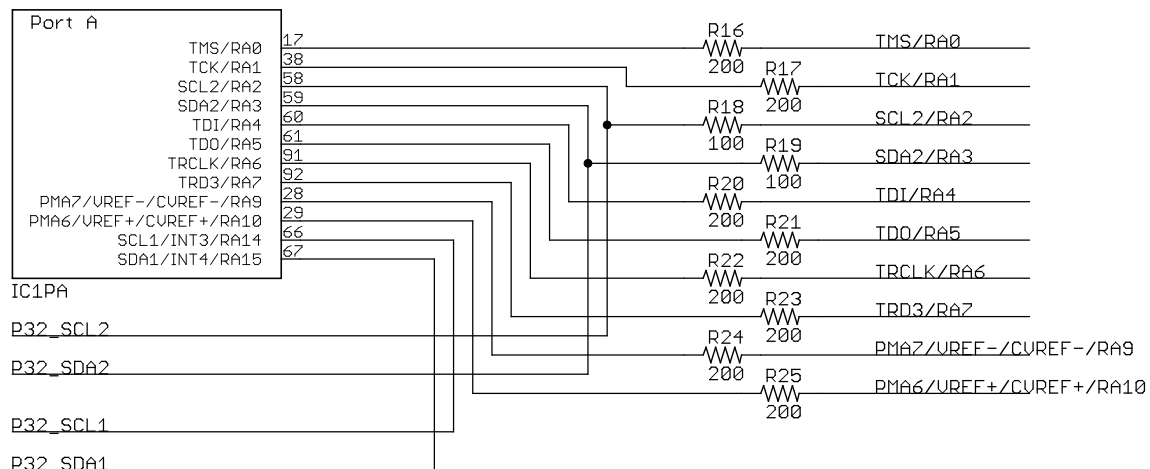 Port A
TMS/RA0 17
TCK/RA1 38
SCL2/RA2 58
SDA2/RA3 59
TDI/RA4 60
TDO/RA5 61
TRCLK/RA6 91
TRD3/RA7 92
PMA7/VREF-/CVREF-/RA9 28
PMA6/VREF+/CVREF+/RA10 29
SCL1/INT3/RA14 66
SDA1/INT4/RA15 67
IC1PA
P32_SCL2
P32_SDA2
P32_SCL1
P32_SDA1
R16
200
TMS/RA0
R17
200
TCK/RA1
R18
100
SCL2/RA2
R19
100
SDA2/RA3
R20
200
TDI/RA4
R21
200
TDO/RA5
R22
200
TRCLK/RA6
R23
200
TRD3/RA7
R24
200
PMA7/VREF-/CVREF-/RA9
R25
200
PMA6/VREF+/CVREF+/RA10